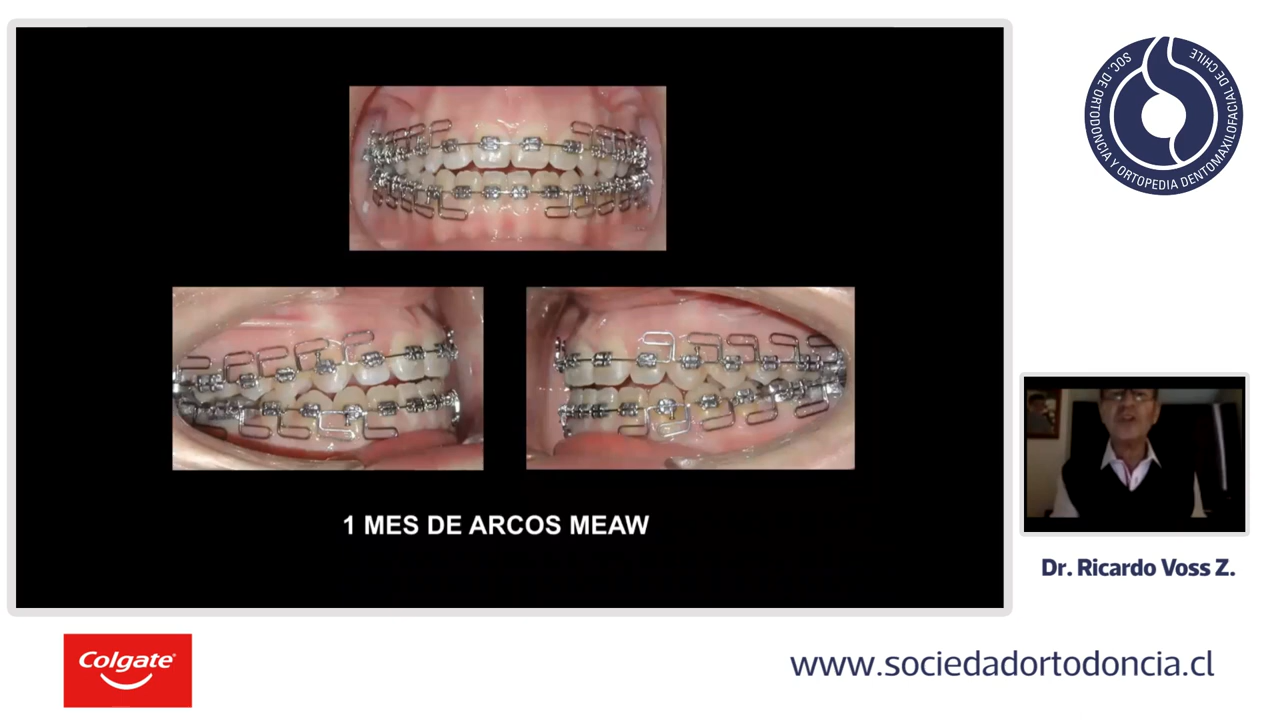 SOC. DE ORTODONCIA Y ORTOPEDIA DENTOMAXILOFACIAL DE CHILE
1 MES DE ARCOS MEAW
Dr. Ricardo Voss Z.
Colgate®
www.sociedadortodoncia.cl